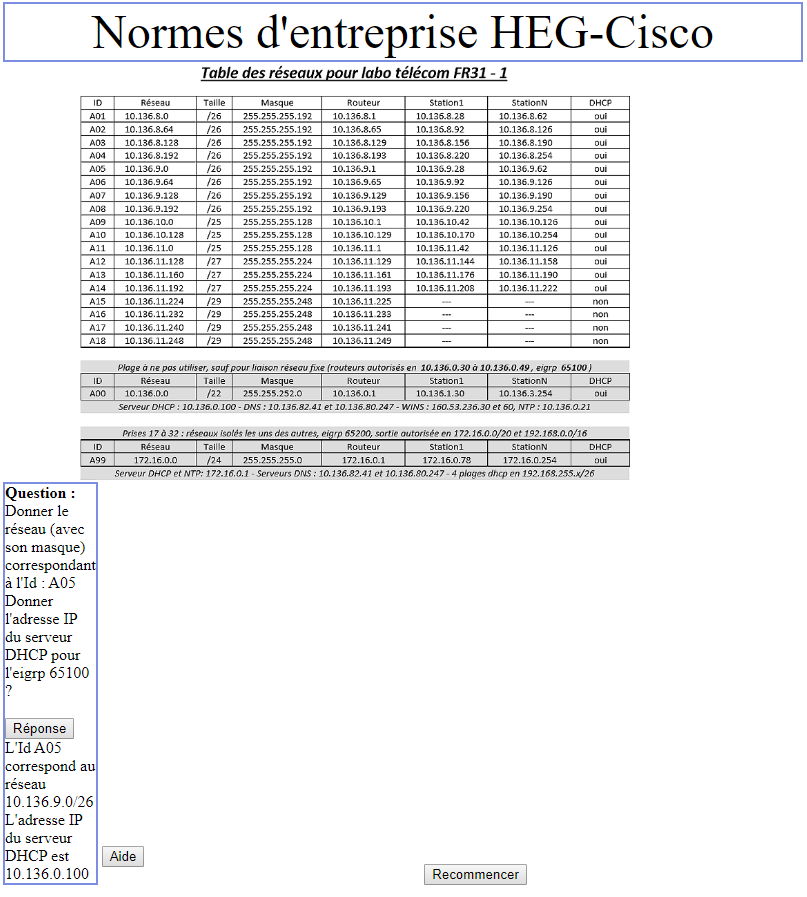 Normes d'entreprise HEG-Cisco
Table des réseaux pour labo télécom FR31 - 1
ID Réseau Taille Masque Routeur Station1 StationN DHCP
A01 10.136.8.0 /26 255.255.255.192 10.136.8.1 10.136.8.28 10.136.8.62 oui
A02 10.136.8.64 /26 255.255.255.192 10.136.8.65 10.136.8.92 10.136.8.126 oui
A03 10.136.8.128 /26 255.255.255.192 10.136.8.129 10.136.8.156 10.136.8.190 oui
A04 10.136.8.192 /26 255.255.255.192 10.136.8.193 10.136.8.220 10.136.8.254 oui
A05 10.136.9.0 /26 255.255.255.192 10.136.9.1 10.136.9.28 10.136.9.62 oui
A06 10.136.9.64 /26 255.255.255.192 10.136.9.65 10.136.9.92 10.136.9.126 oui
A07 10.136.9.128 /26 255.255.255.192 10.136.9.129 10.136.9.156 10.136.9.190 oui
A08 10.136.9.192 /26 255.255.255.192 10.136.9.193 10.136.9.220 10.136.9.254 oui
A09 10.136.10.0 /25 255.255.255.128 10.136.10.1 10.136.10.42 10.136.10.126 oui
A10 10.136.10.128 /25 255.255.255.128 10.136.10.129 10.136.10.170 10.136.10.254 oui
A11 10.136.11.0 /25 255.255.255.128 10.136.11.1 10.136.11.42 10.136.11.126 oui
A12 10.136.11.128 /27 255.255.255.224 10.136.11.129 10.136.11.144 10.136.11.158 oui
A13 10.136.11.160 /27 255.255.255.224 10.136.11.161 10.136.11.176 10.136.11.190 oui
A14 10.136.11.192 /27 255.255.255.224 10.136.11.193 10.136.11.208 10.136.11.222 oui
A15 10.136.11.224 /29 255.255.255.248 10.136.11.225 --- --- non
A16 10.136.11.232 /29 255.255.255.248 10.136.11.233 --- --- non
A17 10.136.11.240 /29 255.255.255.248 10.136.11.241 --- --- non
A18 10.136.11.248 /29 255.255.255.248 10.136.11.249 --- --- non
Plage à ne pas utiliser, sauf pour liaison réseau fixe (routeurs autorisés en 10.136.0.30 à 10.136.0.49 , eigrp 65100 )
ID Réseau Taille Masque Routeur Station1 StationN DHCP
A00 10.136.0.0 /22 255.255.252.0 10.136.0.1 10.136.1.30 10.136.3.254 oui
Serveur DHCP : 10.136.0.100 - DNS : 10.136.82.41 et 10.136.80.247 - WINS : 160.53.236.30 et 60, NTP : 10.136.0.21
Prises 17 à 32 : réseaux isolés les uns des autres, eigrp 65200, sortie autorisée en 172.16.0.0/20 et 192.168.0.0/16
ID Réseau Taille Masque Routeur Station1 StationN DHCP
A99 172.16.0.0 /24 255.255.255.0 172.16.0.1 172.16.0.78 172.16.0.254 oui
Serveur DHCP et NTP: 172.16.0.1 - Serveurs DNS : 10.136.82.41 et 10.136.80.247 - 4 plages dhcp en 192.168.255.x/26
Question :
Donner le
réseau (avec
son masque)
correspondant
à l'Id : A05
Donner
l'adresse IP
du serveur
DHCP pour
l'eigrp 65100
?
Réponse
L'Id A05
correspond au
réseau
10.136.9.0/26
L'adresse IP
du serveur
DHCP est
10.136.0.100
Aide
Recommencer